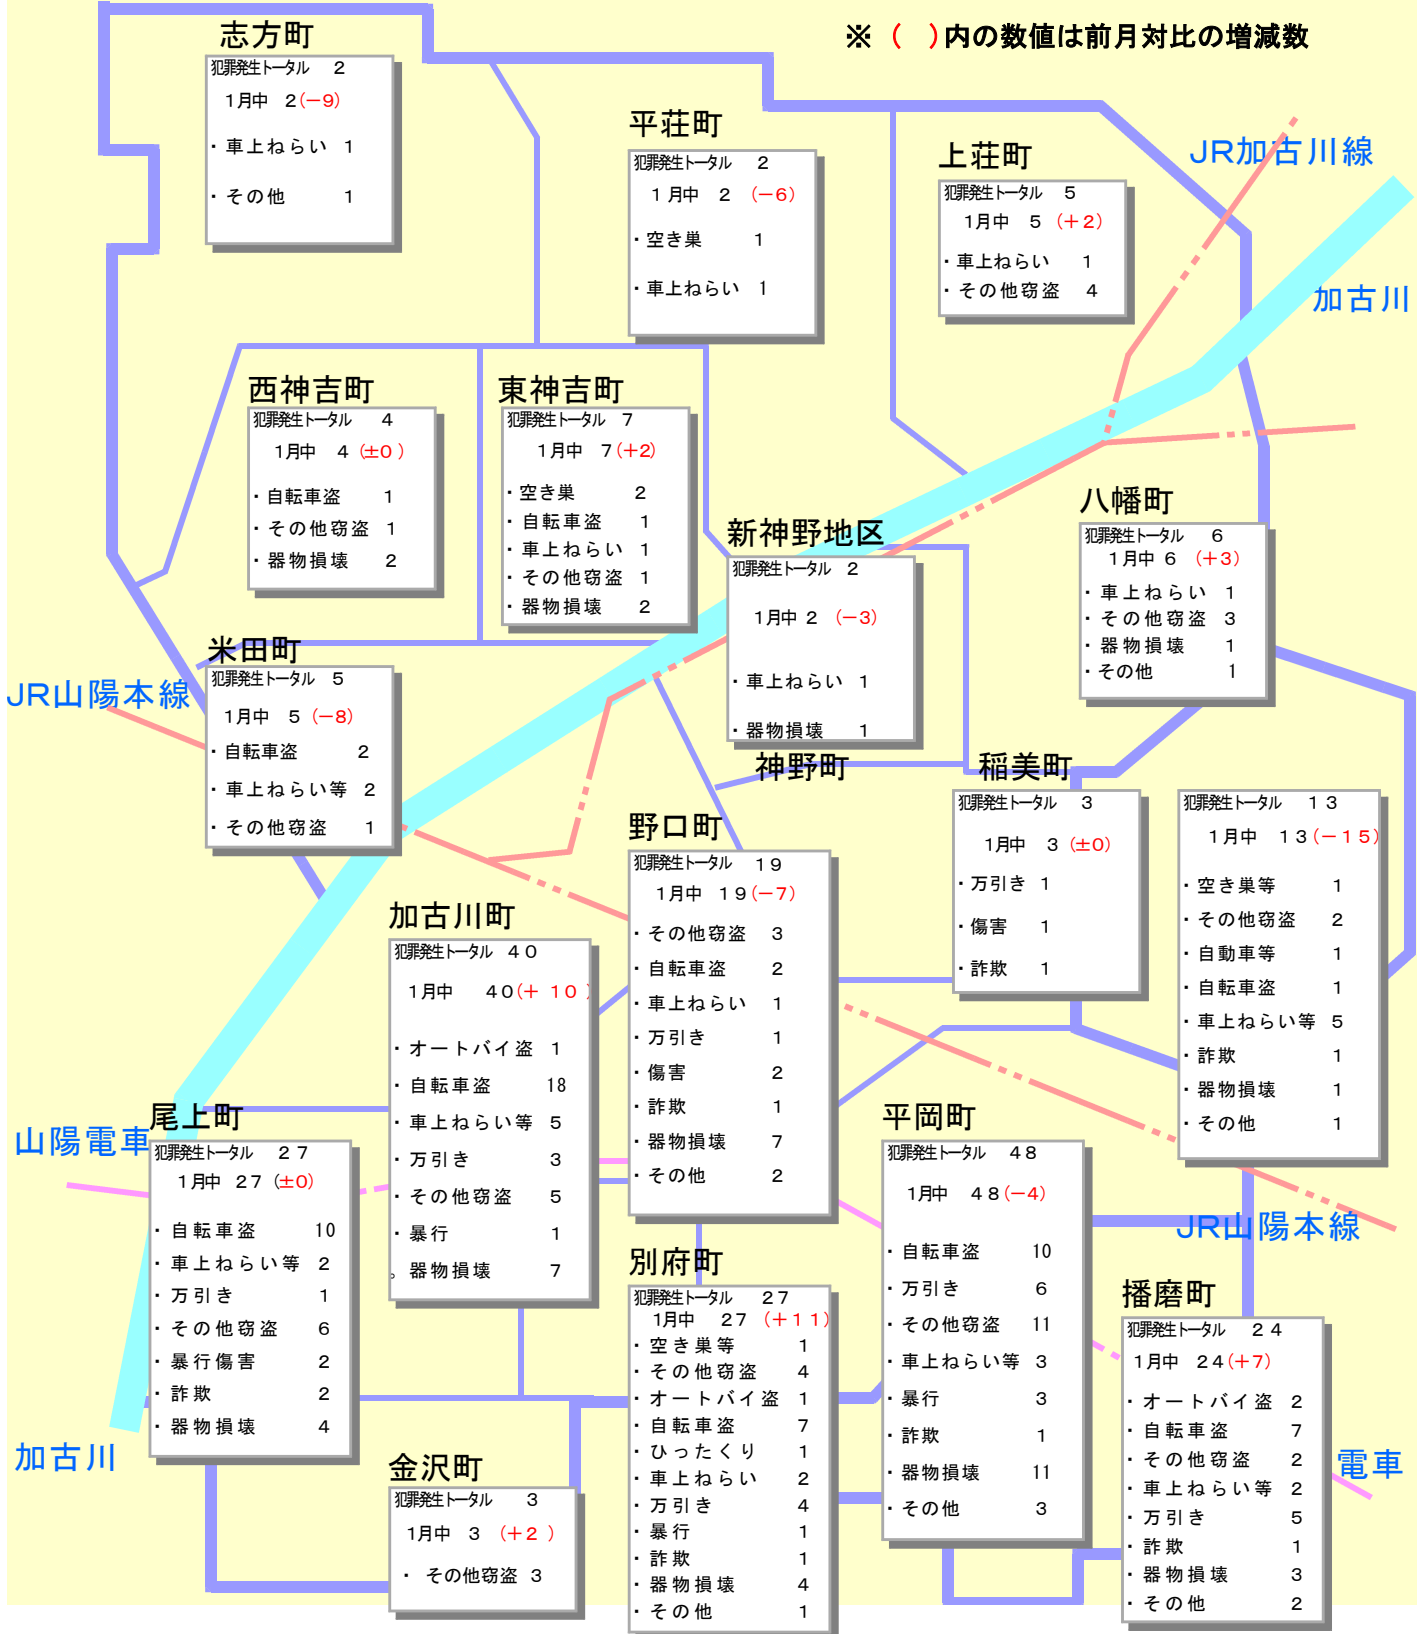 ※ （　）内の数値は前月対比の増減数
志方町
犯罪発生トータル　2
1月中　2(－9)
・車上ねらい　1
・その他　1
平荘町
犯罪発生トータル　2
1月中　2　(－6)
・空き巣　1
・車上ねらい　1
上荘町
犯罪発生トータル　5
1月中　5　(＋2)
・車上ねらい　1
・その他窃盗　4
JR加古川線
加古川
西神吉町
犯罪発生トータル　4
1月中　4　(±0 )
・自転車盗　1
・その他窃盗　1
・器物損壊　2
東神吉町
犯罪発生トータル　7
1月中　7(＋2)
・空き巣　2
・自転車盗　1
・車上ねらい　1
・その他窃盗　1
・器物損壊　2
新神野地区
犯罪発生トータル　2
1月中 2　(－3)
・車上ねらい　1
・器物損壊　1
神野町
八幡町
犯罪発生トータル　6
1月中 6　(＋3)
・車上ねらい　1
・その他窃盗　3
・器物損壊　1
・その他　1
米田町
JR山陽本線
犯罪発生トータル　5
1月中　5 (－8)
・自転車盗　2
・車上ねらい等　2
・その他窃盗　1
野口町
犯罪発生トータル　19
1月中　19(－7)
・その他窃盗　3
・自転車盗　2
・車上ねらい　1
・万引き　1
・傷害　2
・詐欺　1
・器物損壊　7
・その他　2
稲美町
犯罪発生トータル　3
1月中　3 (±0)
・万引き　1
・傷害　1
・詐欺　1
犯罪発生トータル　13
1月中　13(－15)
・空き巣等　1
・その他窃盗　2
・自動車等　1
・自転車盗　1
・車上ねらい等　5
・詐欺　1
・器物損壊　1
・その他　1
加古川町
犯罪発生トータル　40
1月中　40(＋ 10 )
・オートバイ盗　1
・自転車盗　18
・車上ねらい等　5
・万引き　3
・その他窃盗　5
・暴行　1
。器物損壊　7
尾上町
山陽電車
犯罪発生トータル　27
1月中 27 (±0)
・自転車盗　10
・車上ねらい等　2
・万引き　1
・その他窃盗　6
・暴行傷害　2
・詐欺　2
・器物損壊　4
加古川
平岡町
犯罪発生トータル　48
1月中　48(－4)
・自転車盗　10
・万引き　6
・その他窃盗　11
・車上ねらい等　3
・暴行　3
・詐欺　1
・器物損壊　11
・その他　3
JR山陽本線
別府町
犯罪発生トータル　27
1月中　27　(＋11)
・空き巣等　1
・その他窃盗　4
・オートバイ盗　1
・自転車盗　7
・ひったくり　1
・車上ねらい　2
・万引き　4
・暴行　1
・詐欺　1
・器物損壊　4
・その他　1
播磨町
犯罪発生トータル　24
1月中　24(＋7)
・オートバイ盗　2
・自転車盗　7
・その他窃盗　2
・車上ねらい等　2
・万引き　5
・詐欺　1
・器物損壊　3
・その他　2
電車
金沢町
犯罪発生トータル　3
1月中　3　(＋2 )
・ その他窃盗　3